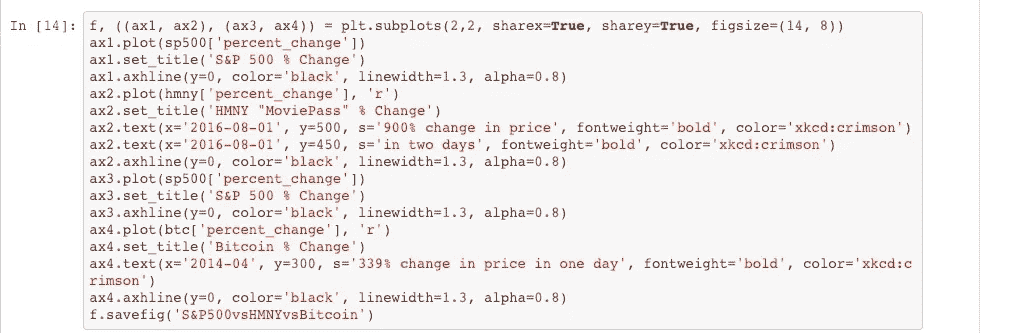 In [14]: f, ((ax1, ax2), (ax3, ax4)) = plt.subplots(2,2, sharex=True, sharey=True, figsize=(14, 8))
ax1.plot(sp500['percent_change'])
ax1.set_title('S&P 500 % Change')
ax1.axhline(y=0, color='black', linewidth=1.3, alpha=0.8)
ax2.plot(hmny['percent_change'], 'r')
ax2.set_title('HMNY "MoviePass" % Change')
ax2.text(x='2016-08-01', y=500, s='900% change in price', fontweight='bold', color='xkcd:crimson')
ax2.text(x='2016-08-01', y=450, s='in two days', fontweight='bold', color='xkcd:crimson')
ax2.axhline(y=0, color='black', linewidth=1.3, alpha=0.8)
ax3.plot(sp500['percent_change'])
ax3.set_title('S&P 500 % Change')
ax3.axhline(y=0, color='black', linewidth=1.3, alpha=0.8)
ax4.plot(btc['percent_change'], 'r')
ax4.set_title('Bitcoin % Change')
ax4.text(x='2014-04', y=300, s='339% change in price in one day', fontweight='bold', color='xkcd:c
rimson')
ax4.axhline(y=0, color='black', linewidth=1.3, alpha=0.8)
f.savefig('S&P500vsHMNYvsBitcoin')